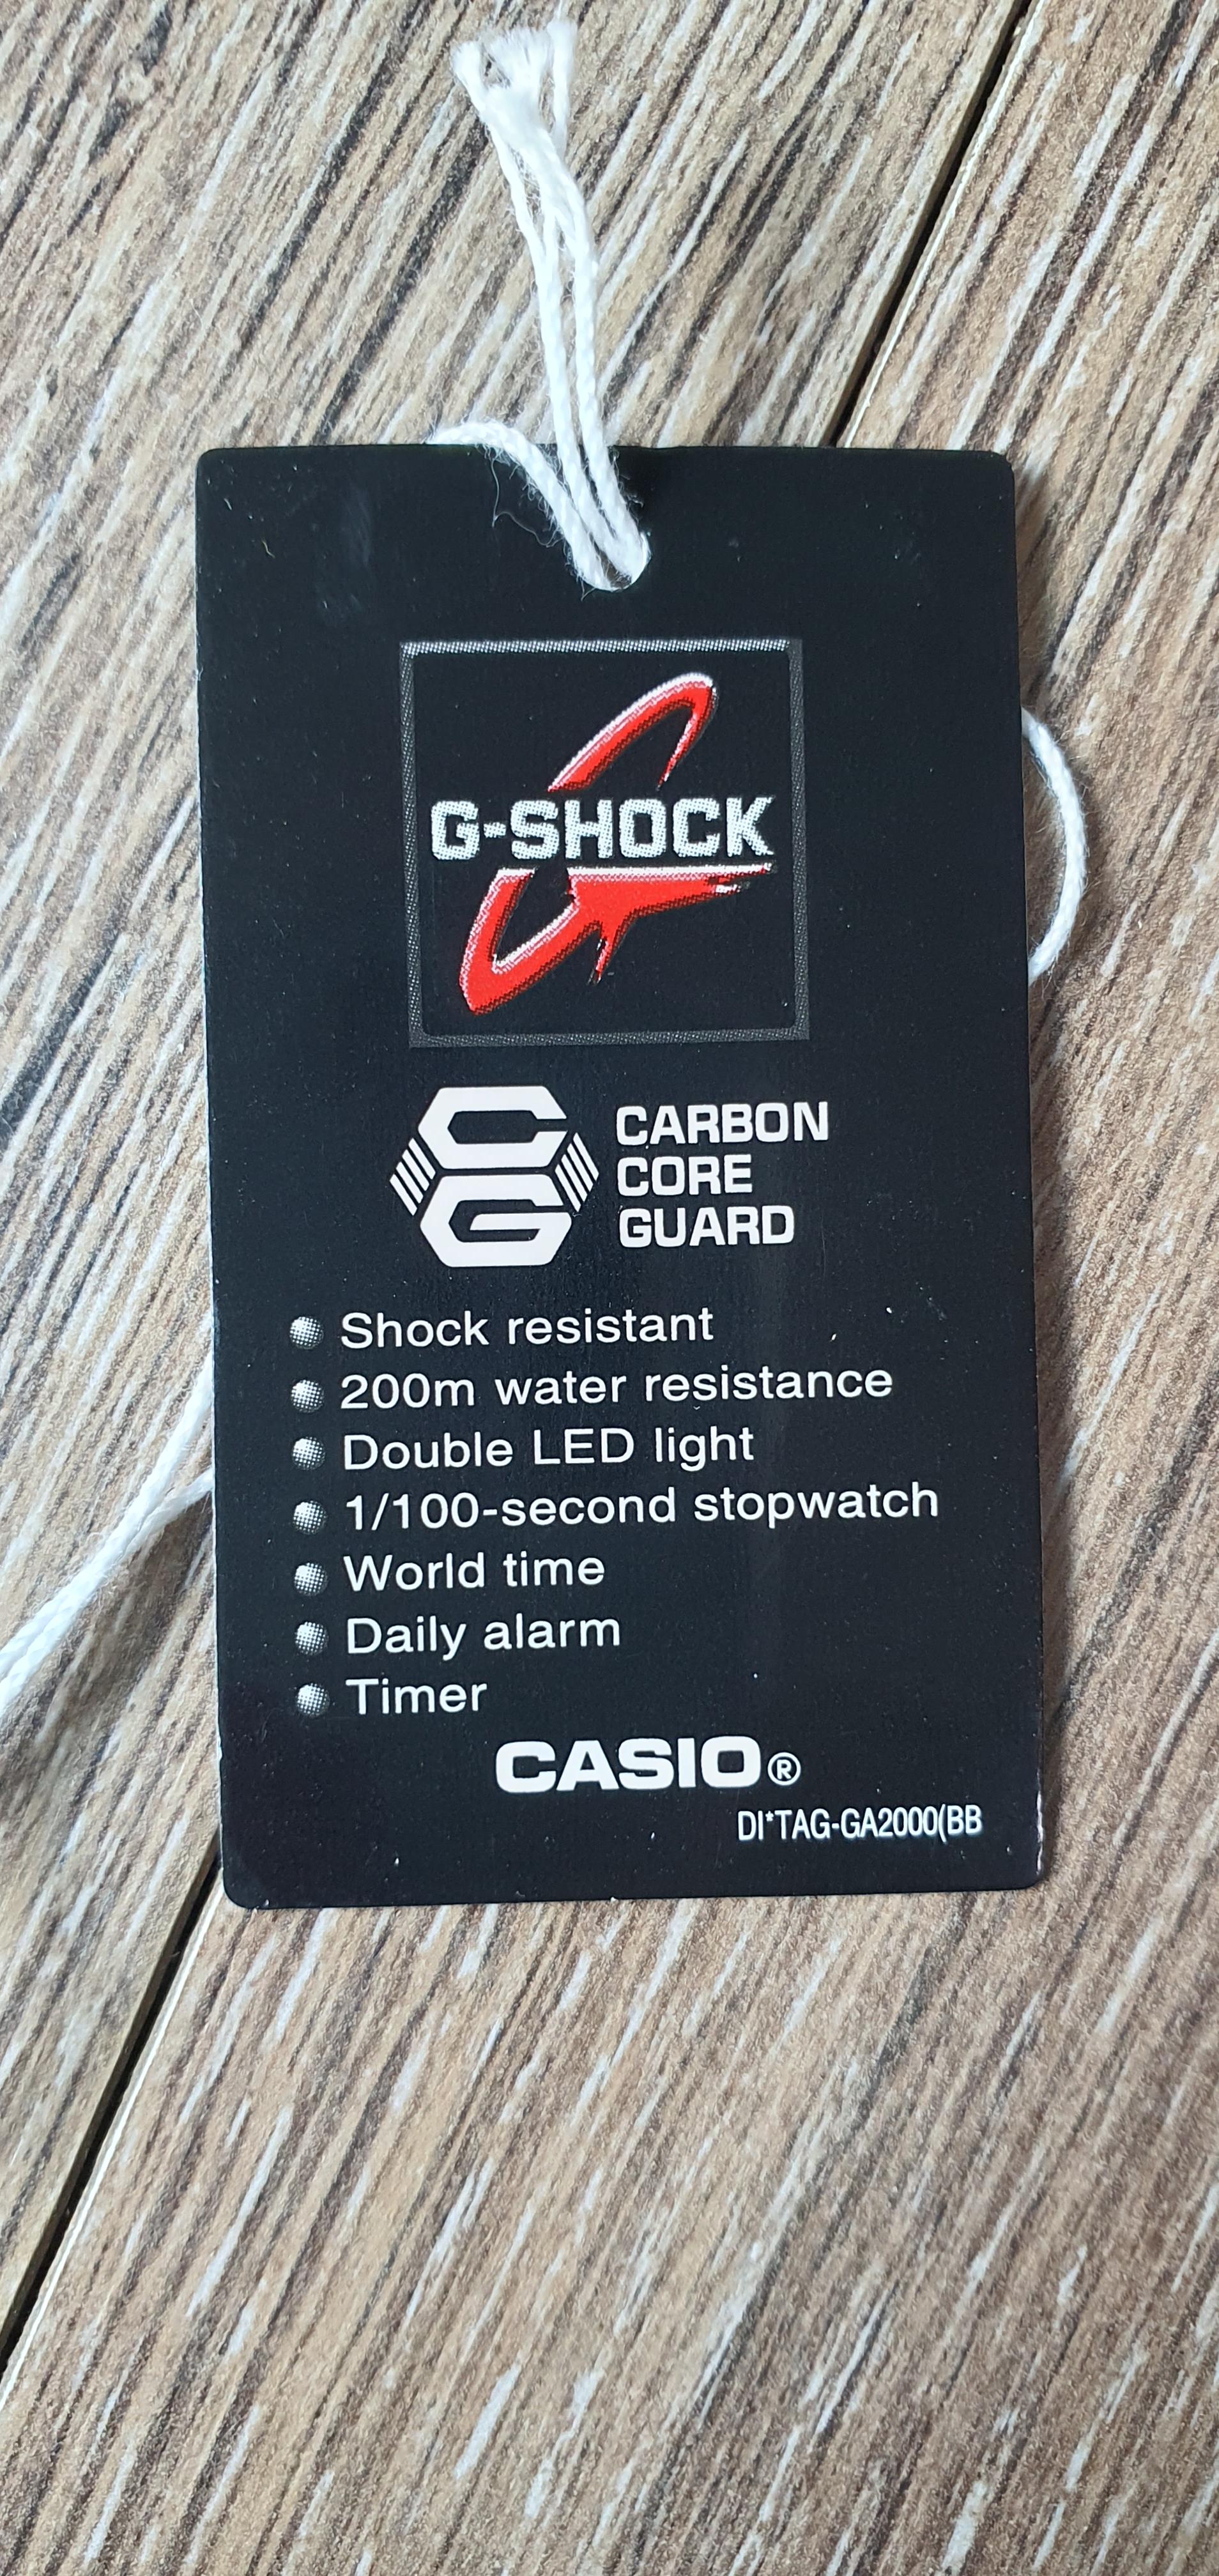 G-SHOCK
CARBON
CORE
GUARD
Shock resistant
200m water resistance
Double LED light
1/100-second stopwatch
World time
Daily alarm
Timer
CASIO®
DI*TAG-GA2000(BB